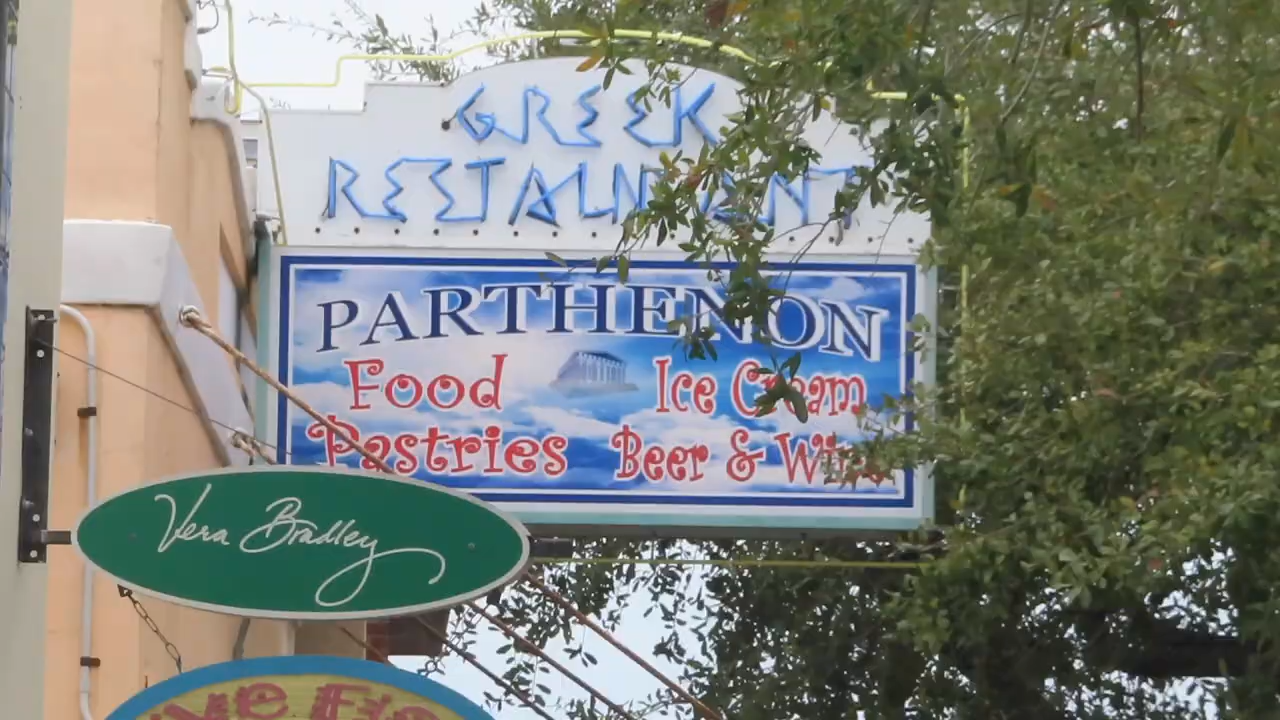 GREEK
RESTAURANT
PARTHENON
Food
Ice Cream
Pastries
Beer & Wine
Vera Bradley